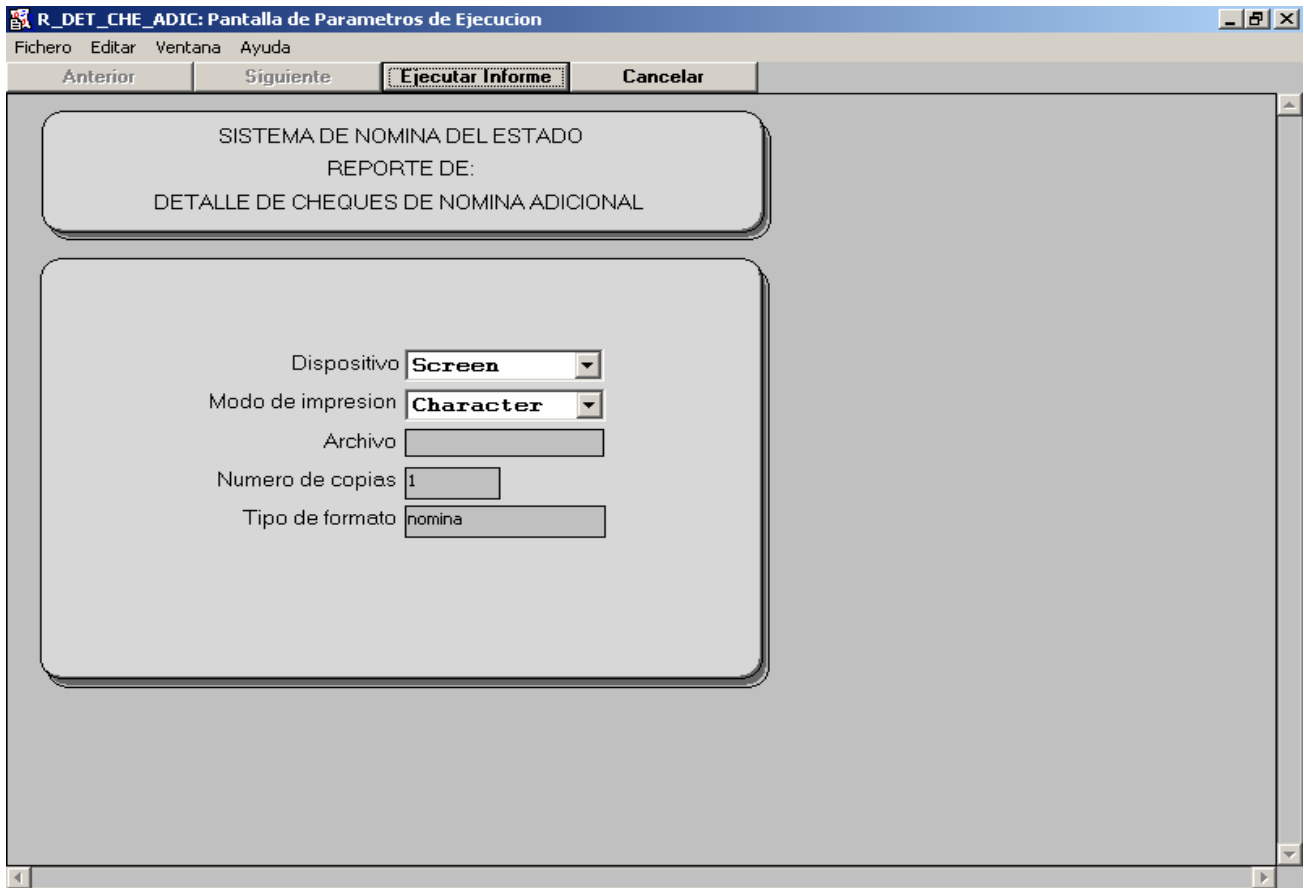 R_DET_CHE_ADIC: Pantalla de Parametros de Ejecucion
Fichero Editar Ventana Ayuda
Anterior Siguiente Ejecutar Informe Cancelar
SISTEMA DE NOMINA DEL ESTADO
REPORTE DE:
DETALLE DE CHEQUES DE NOMINA ADICIONAL
Dispositivo Screen
Modo de impresion Character
Archivo
Numero de copias 1
Tipo de formato nomina